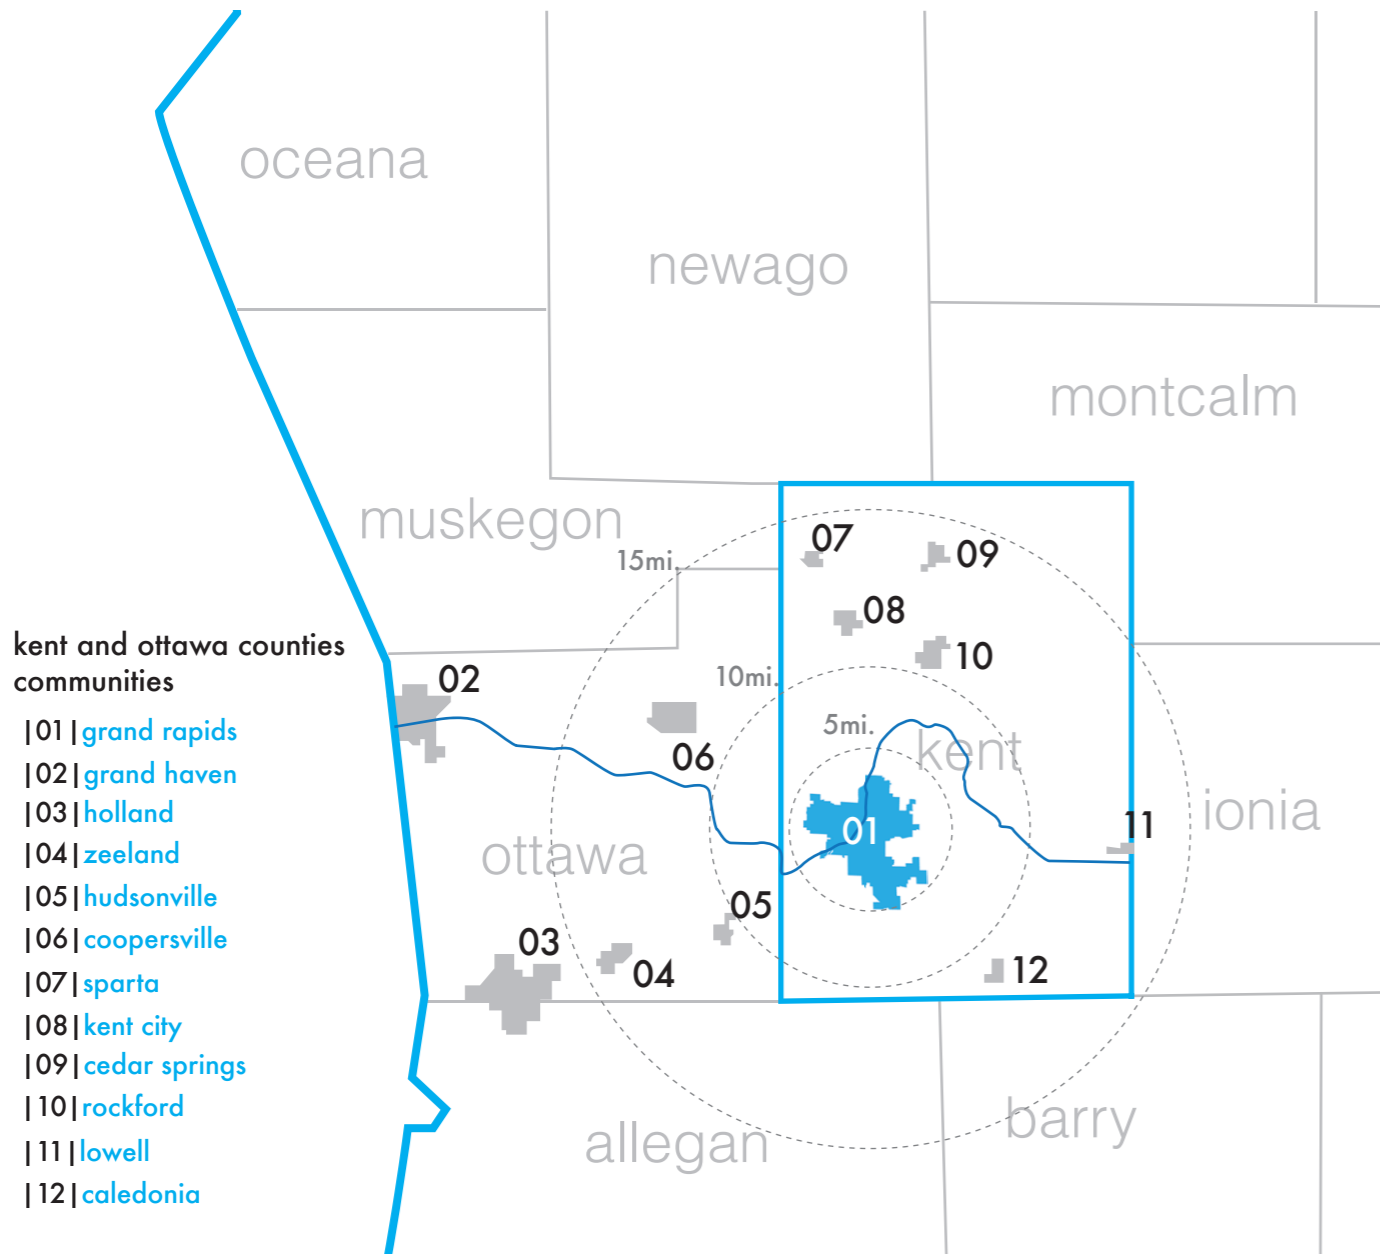 oceana
newago
montcalm
muskegon
15mi.
07
09
08
10
kent and ottawa counties
communities
02
10mi.
5mi.
kent
06
|01|grand rapids
|02|grand haven
|03|holland
|04|zeeland
|05|hudsonville
|06|coopersville
|07|sparta
|08|kent city
|09|cedar springs
|10|rockford
|11|lowell
|12|caledonia
01
11
ionia
ottawa
05
03
04
12
allegan
barry